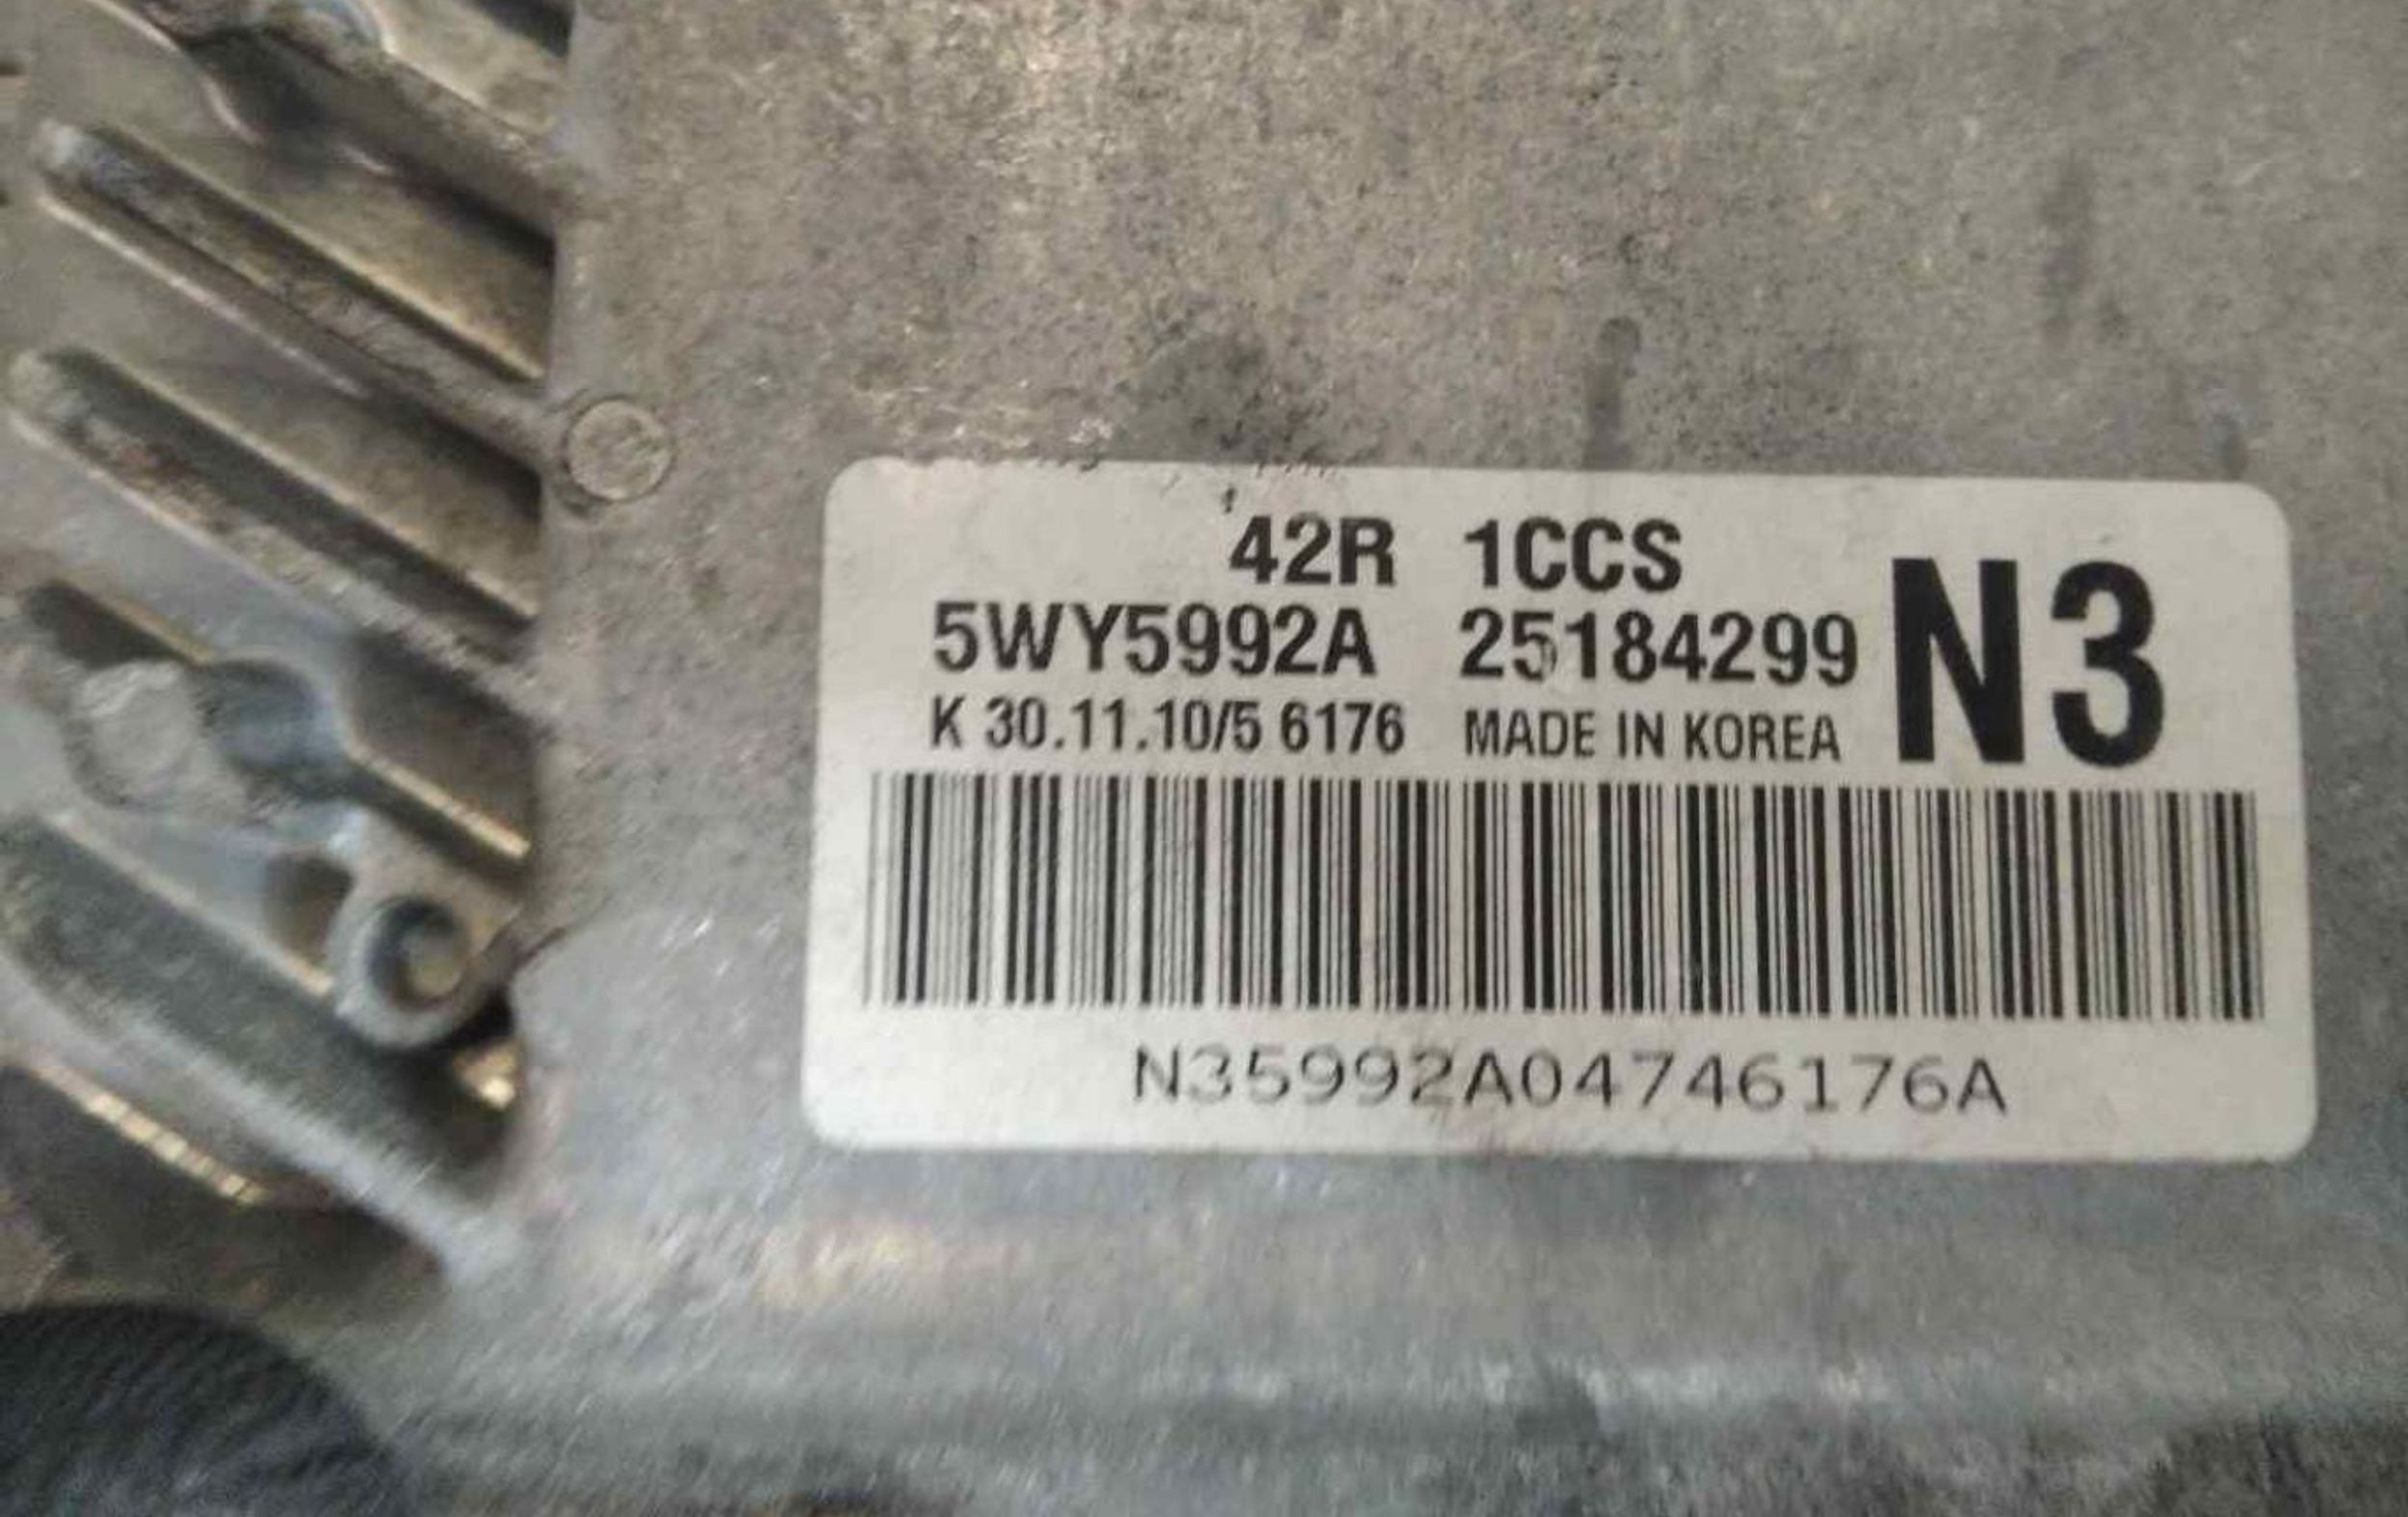 42R 1CCS
5WY5992A 25184299 N3
K 30.11.10/5 6176 MADE IN KOREA
N35992A04746176A